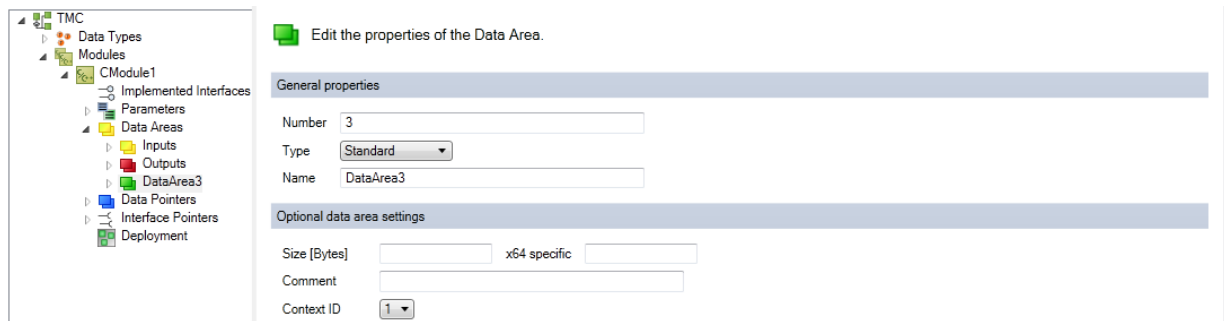 TMC
Data Types
Modules
CModule1
Implemented Interfaces
Parameters
Data Areas
Inputs
Outputs
DataArea3
Data Pointers
Interface Pointers
Deployment
Edit the properties of the Data Area.
General properties
Number 3
Type Standard
Name DataArea3
Optional data area settings
Size [Bytes] x64 specific
Comment
Context ID 1